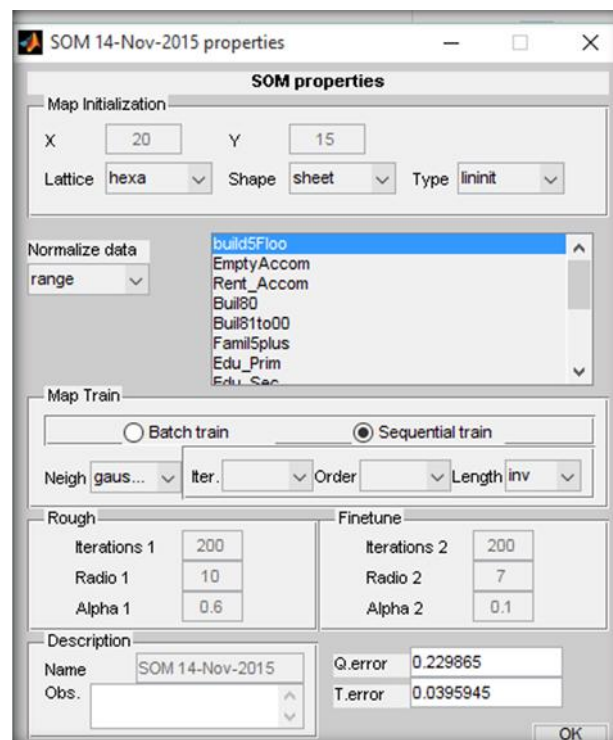 SOM 14-Nov-2015 properties
SOM properties
Map Initialization
X 20 Y 15
Lattice hexa Shape sheet Type lininit
Normalize data
range
build5Floo
EmptyAccom
Rent_Accom
Buil80
Buil81to00
Famil5plus
Edu_Prim
Edu_Sec
Map Train
Batch train Sequential train
Neigh gaus... Iter. Order Length inv
Rough Finetune
Iterations 1 200 Iterations 2 200
Radio 1 10 Radio 2 7
Alpha 1 0.6 Alpha 2 0.1
Description
Name SOM 14-Nov-2015 Q.error 0.229865
Obs. T.error 0.0395945
OK